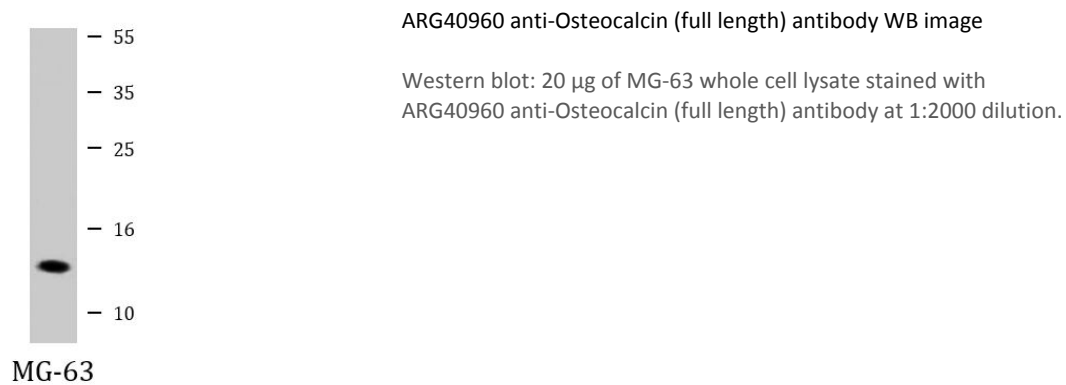 ARG40960 anti-Osteocalcin (full length) antibody WB image
Western blot: 20 µg of MG-63 whole cell lysate stained with
ARG40960 anti-Osteocalcin (full length) antibody at 1:2000 dilution.
– 55
– 35
– 25
– 16
– 10
MG-63